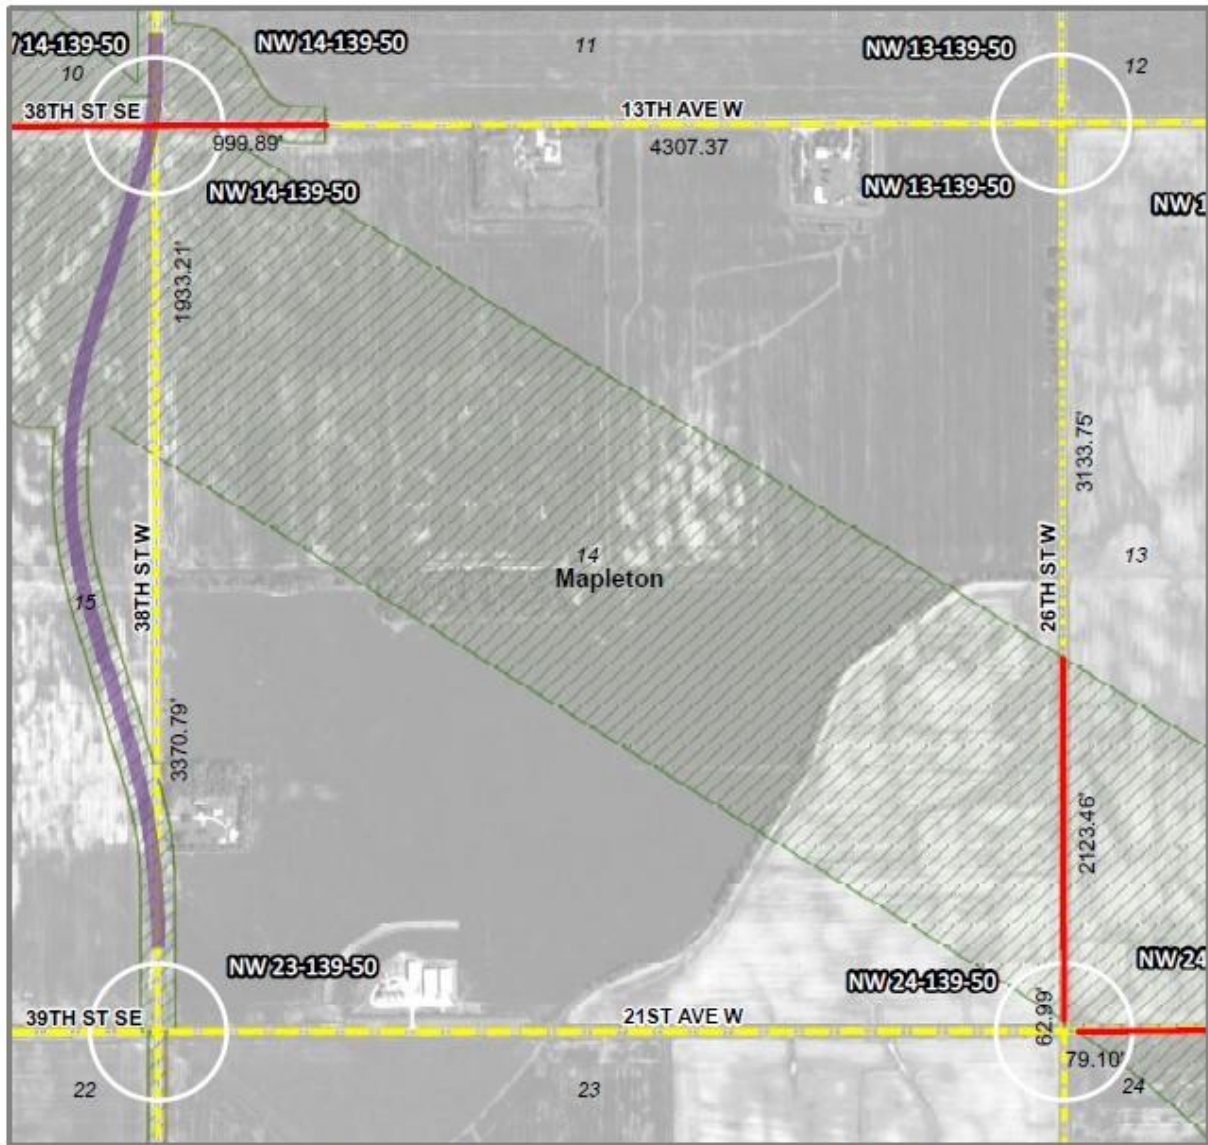 /14-139-50
NW 14-139-50
11
NW 13-139-50
12
10
38TH ST SE
13TH AVE W
999.89'
4307.37
NW 14-139-50
NW 13-139-50
NW 1
1933.21'
3133.75'
38TH ST W
26TH ST W
14
Mapleton
13
15
3370.79'
2123.46'
NW 23-139-50
NW 24-139-50
NW 24
39TH ST SE
21ST AVE W
62.99'
79.10'
22
23
24